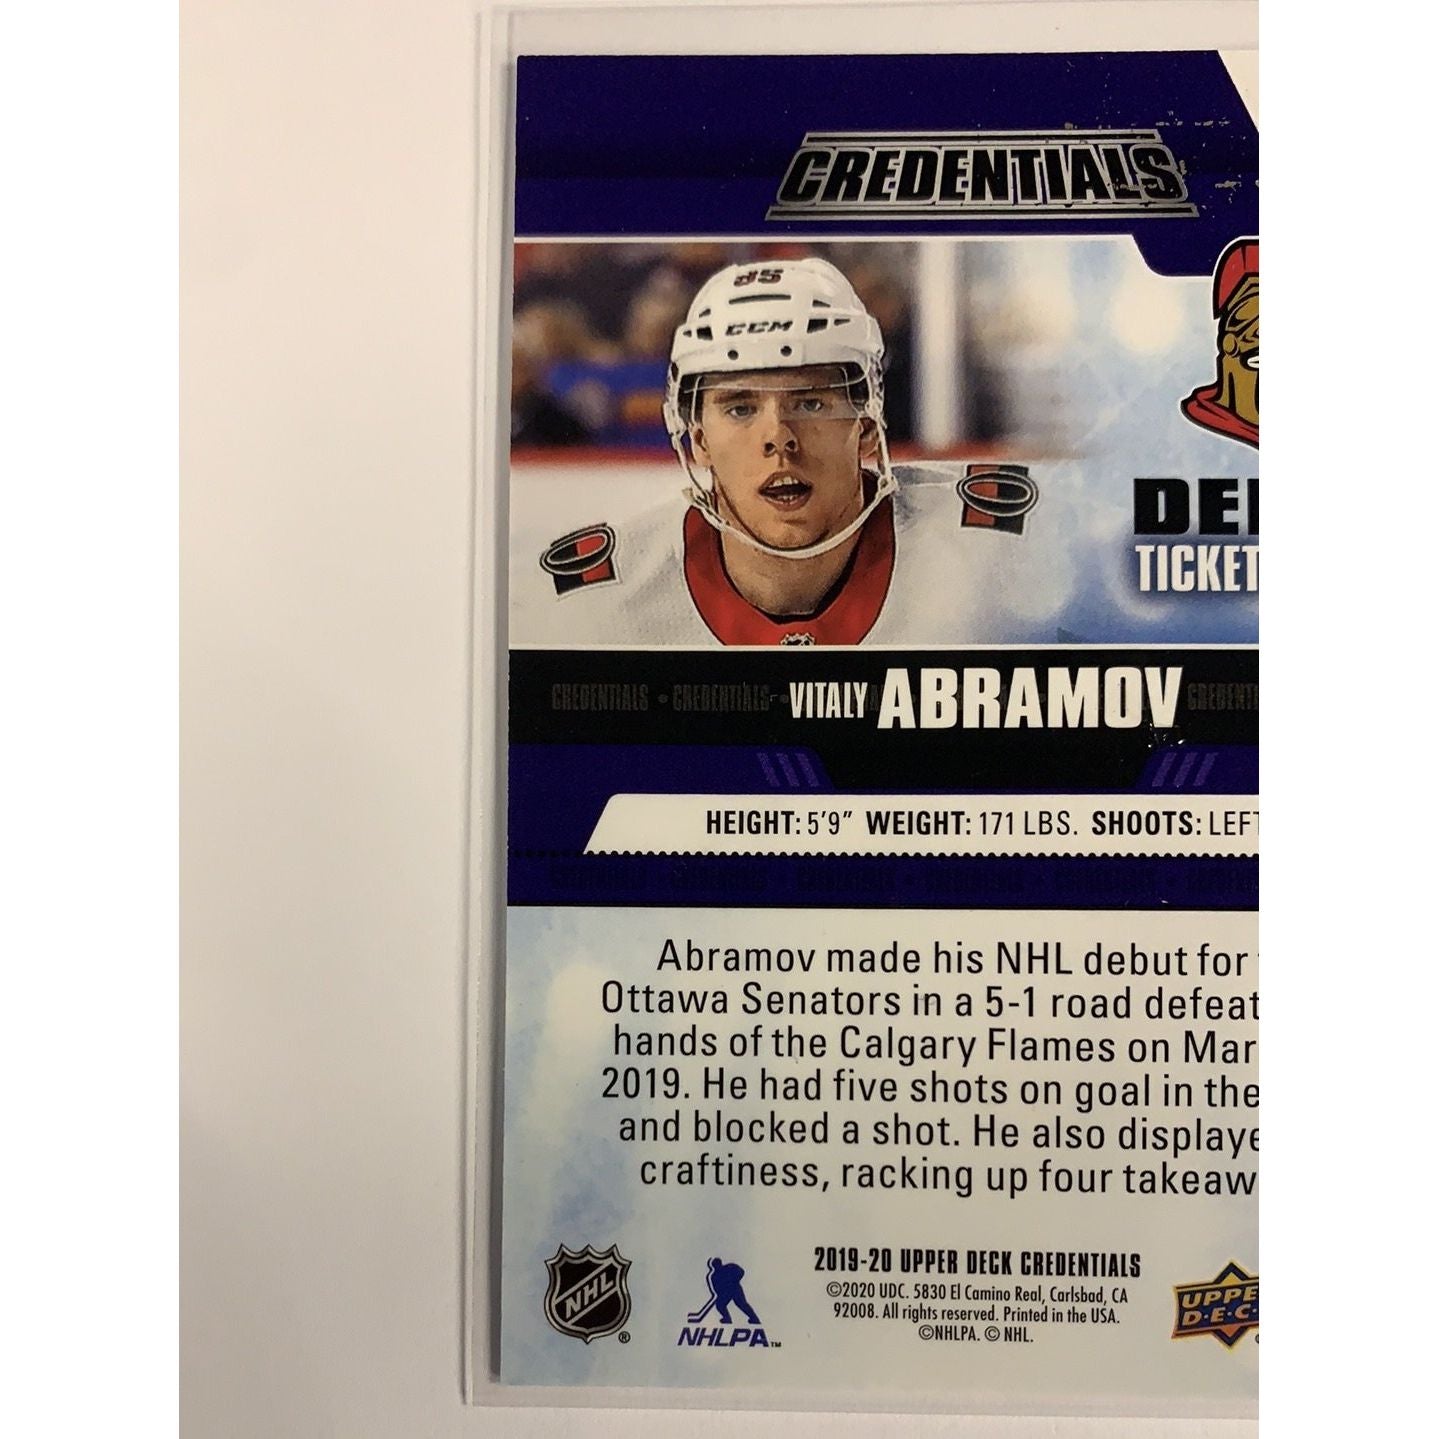 CREDENTIALS
85
CCM
DE
TICKET
CREDENTIALS • CREDENTIALS
VITALY ABRAMOV
HEIGHT: 5'9" WEIGHT: 171 LBS. SHOOTS: LEFT
Abramov made his NHL debut for
Ottawa Senators in a 5-1 road defeat
hands of the Calgary Flames on Mar
2019. He had five shots on goal in the
and blocked a shot. He also displaye
craftiness, racking up four takeaw
NHL ®
NHLPA™
2019-20 UPPER DECK CREDENTIALS
©2020 UDC. 5830 El Camino Real, Carlsbad, CA
92008. All rights reserved. Printed in the USA.
©NHLPA. © NHL.
UPPE
D·E·C